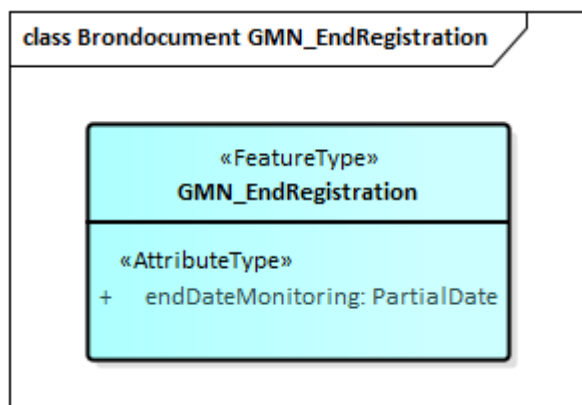 class Brondocument GMN_EndRegistration
«FeatureType»
GMN_EndRegistration
«AttributeType»
+ endDateMonitoring: PartialDate